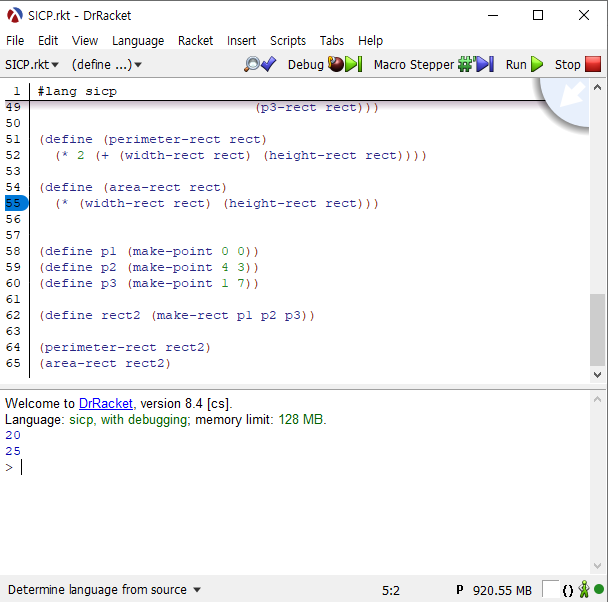 SICP.rkt - DrRacket
File Edit View Language Racket Insert Scripts Tabs Help
SICP.rkt (define ...) Debug Macro Stepper Run Stop
1 #lang sicp
49 (p3-rect rect)))
50
51 (define (perimeter-rect rect)
52 (* 2 (+ (width-rect rect) (height-rect rect))))
53
54 (define (area-rect rect)
55 (* (width-rect rect) (height-rect rect)))
56
57
58 (define p1 (make-point 0 0))
59 (define p2 (make-point 4 3))
60 (define p3 (make-point 1 7))
61
62 (define rect2 (make-rect p1 p2 p3))
63
64 (perimeter-rect rect2)
65 (area-rect rect2)
Welcome to DrRacket, version 8.4 [cs].
Language: sicp, with debugging; memory limit: 128 MB.
20
25
>
Determine language from source 5:2 P 920.55 MB ()